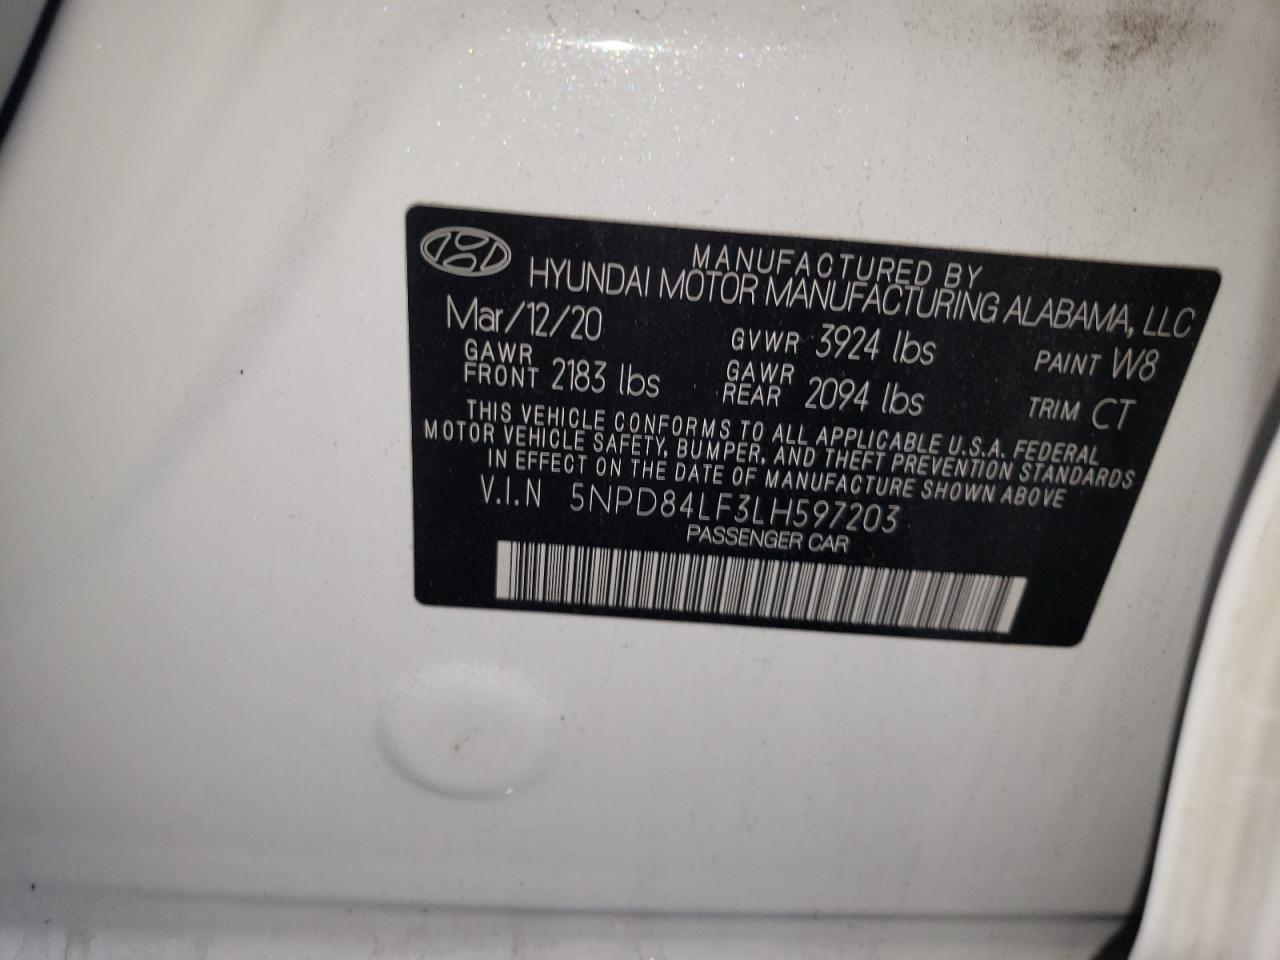 MANUFACTURED BY
HYUNDAI MOTOR MANUFACTURING ALABAMA, LLC
Mar/12/20 GVWR 3924 lbs PAINT W8
GAWR FRONT 2183 lbs GAWR REAR 2094 lbs TRIM CT
THIS VEHICLE CONFORMS TO ALL APPLICABLE U.S.A. FEDERAL
MOTOR VEHICLE SAFETY, BUMPER, AND THEFT PREVENTION STANDARDS
IN EFFECT ON THE DATE OF MANUFACTURE SHOWN ABOVE
V.I.N 5NPD84LF3LH597203
PASSENGER CAR